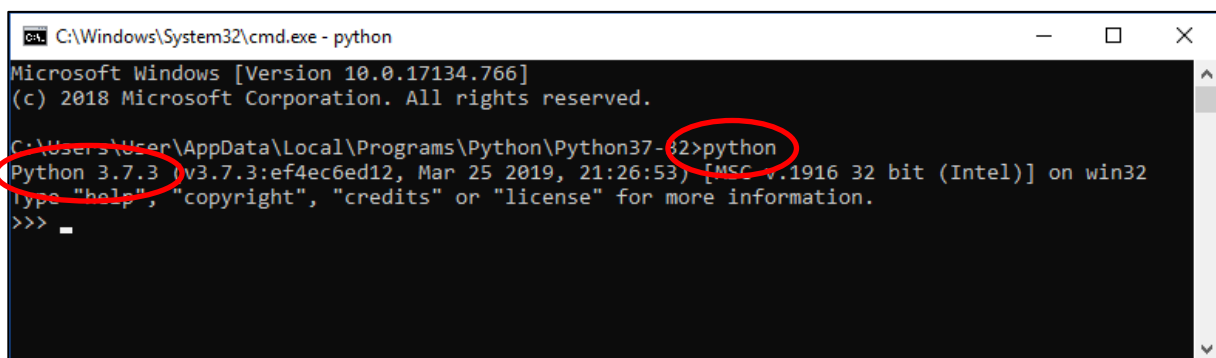 C:\Windows\System32\cmd.exe - python
Microsoft Windows [Version 10.0.17134.766]
(c) 2018 Microsoft Corporation. All rights reserved.
C:\Users\User\AppData\Local\Programs\Python\Python37-32>python
Python 3.7.3 (v3.7.3:ef4ec6ed12, Mar 25 2019, 21:26:53) [MSC v.1916 32 bit (Intel)] on win32
Type "help", "copyright", "credits" or "license" for more information.
>>> _